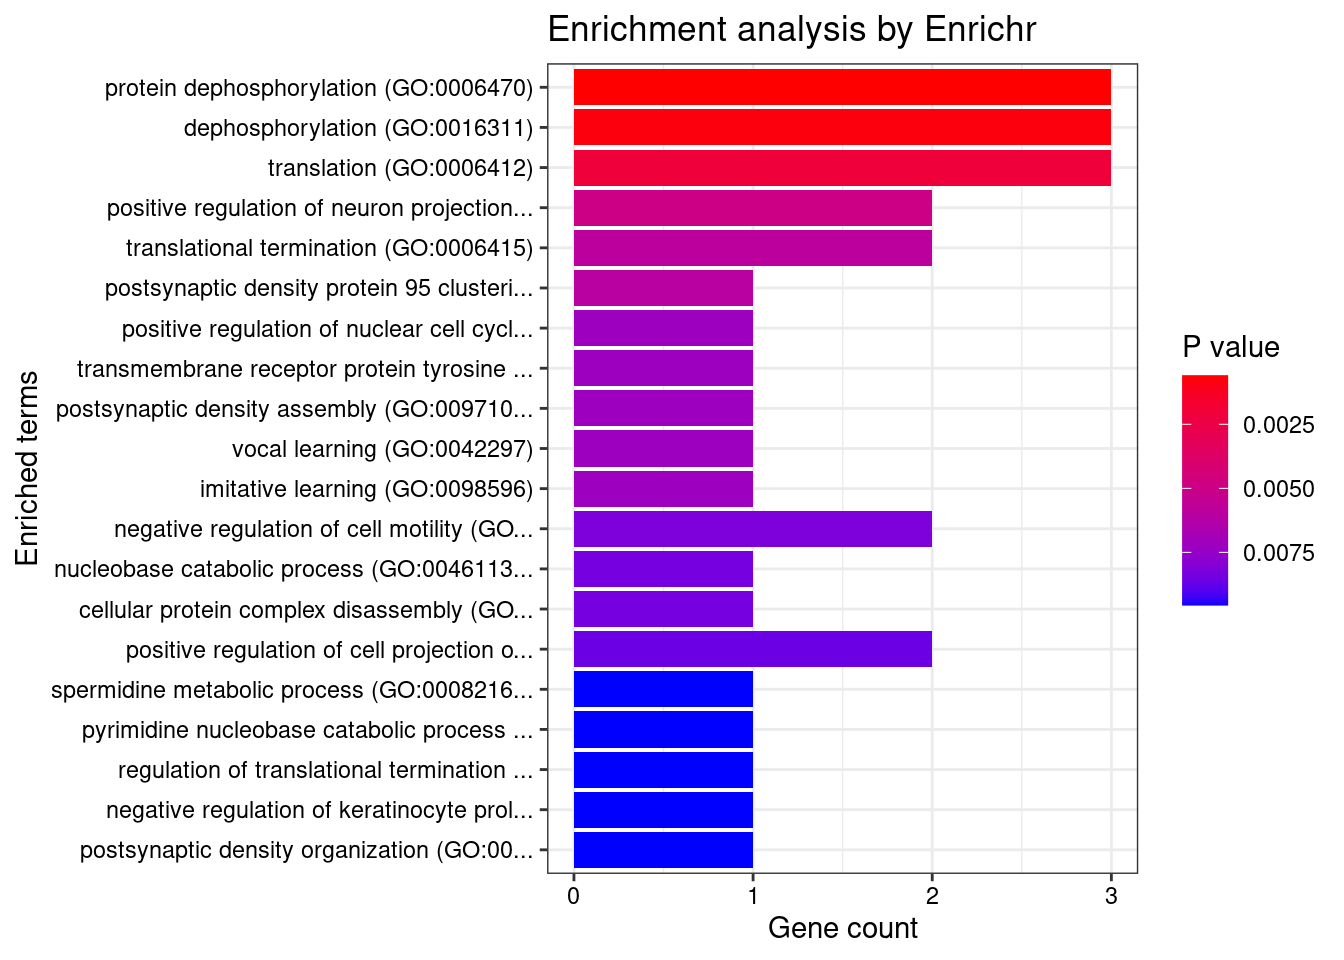 Enrichment analysis by Enrichr
protein dephosphorylation (GO:0006470)
dephosphorylation (GO:0016311)
translation (GO:0006412)
positive regulation of neuron projection...
translational termination (GO:0006415)
postsynaptic density protein 95 clusteri...
positive regulation of nuclear cell cycl...
transmembrane receptor protein tyrosine ...
postsynaptic density assembly (GO:009710...
vocal learning (GO:0042297)
imitative learning (GO:0098596)
negative regulation of cell motility (GO...
nucleobase catabolic process (GO:0046113...
cellular protein complex disassembly (GO...
positive regulation of cell projection o...
spermidine metabolic process (GO:0008216...
pyrimidine nucleobase catabolic process ...
regulation of translational termination ...
negative regulation of keratinocyte prol...
postsynaptic density organization (GO:00...
Enriched terms
0 1 2 3
Gene count
P value
0.0025
0.0050
0.0075